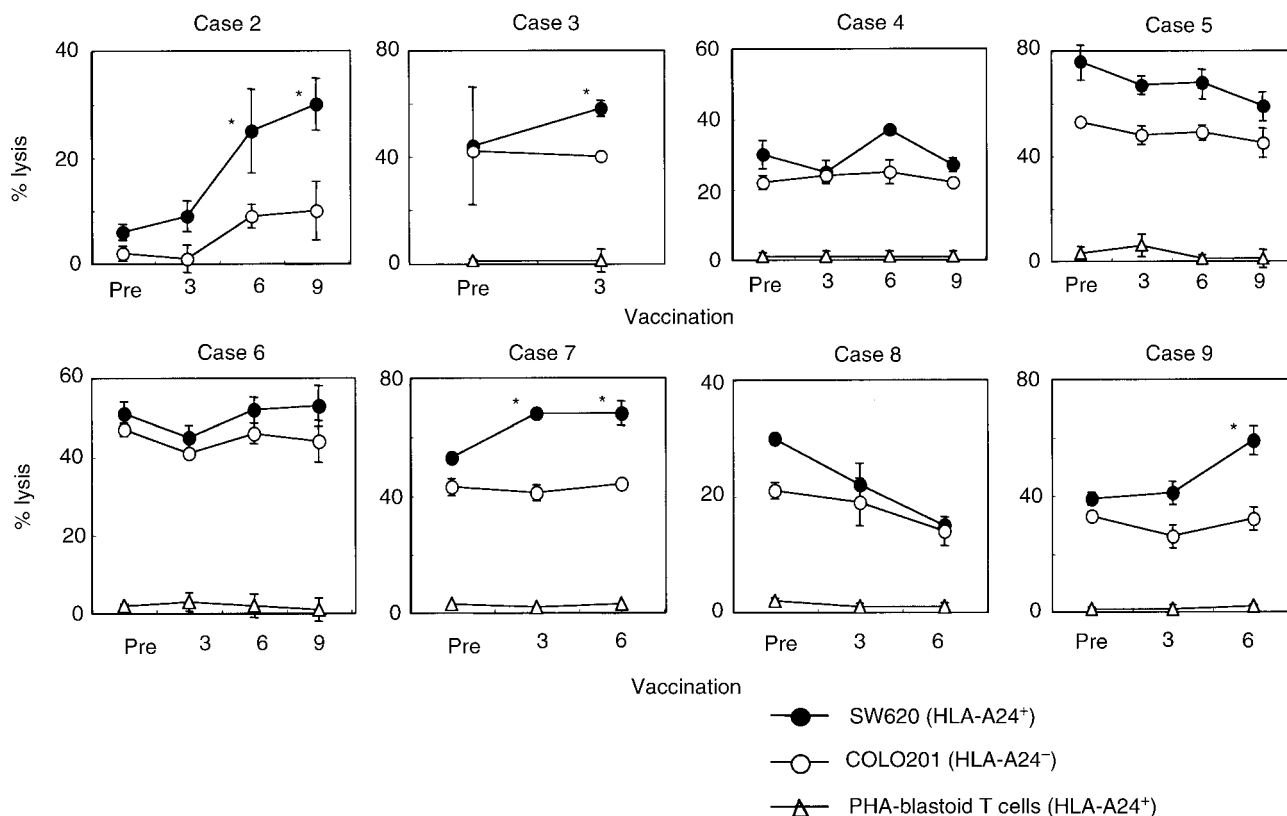 Case 2
Case 3
Case 4
Case 5
% lysis
40
20
0
Pre 3 6 9
*
*
80
40
0
Pre 3
*
60
40
20
0
Pre 3 6 9
80
40
0
Pre 3 6 9
Vaccination
Case 6
Case 7
Case 8
Case 9
% lysis
60
40
20
0
Pre 3 6 9
80
40
0
Pre 3 6
*
*
40
20
0
Pre 3 6
80
40
0
Pre 3 6
*
Vaccination
SW620 (HLA-A24⁺)
COLO201 (HLA-A24⁻)
PHA-blastoid T cells (HLA-A24⁺)